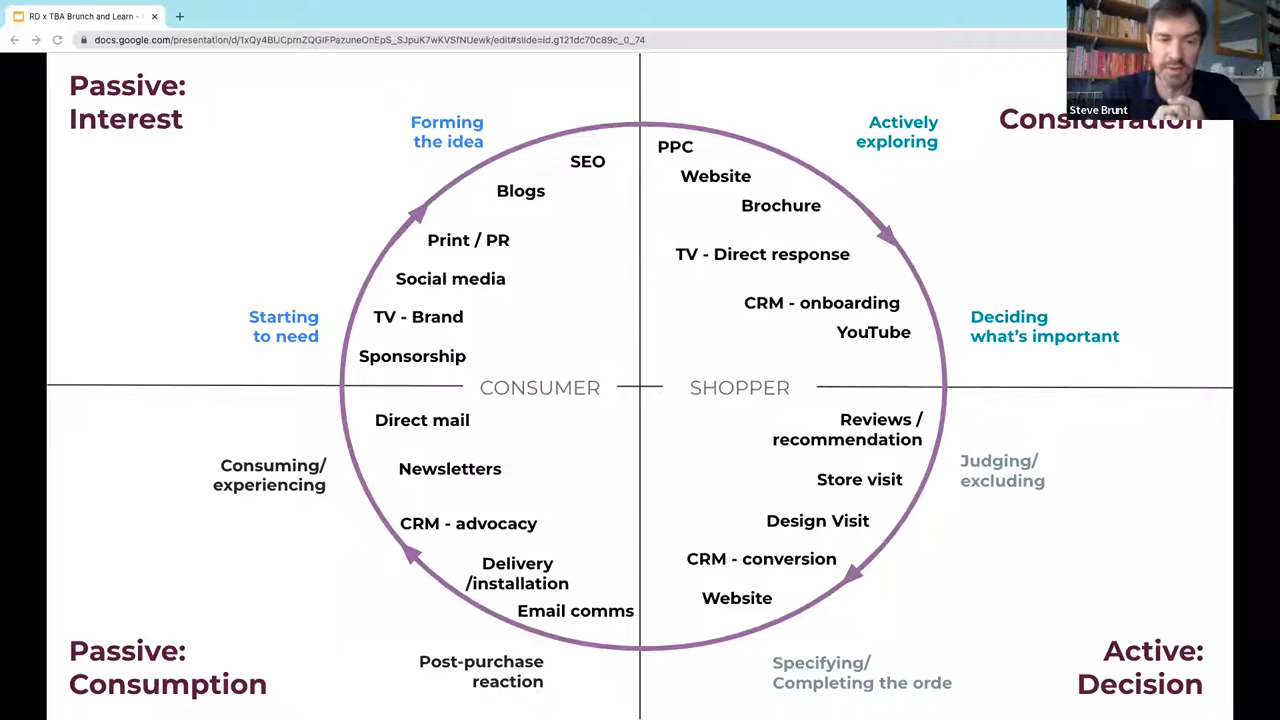 RD x TBA Brunch and Learn -
docs.google.com/presentation/d/1xQy4BUCprnZQGIFPazuneOnEpS_SJpuK7wKVSfNUewk/edit#slide=id.g121dc70c89c_0_74
Steve Brunt
Passive:
Interest
Consideration
Forming
the idea
Actively
exploring
SEO
Blogs
Print / PR
Social media
TV - Brand
Sponsorship
PPC
Website
Brochure
TV - Direct response
CRM - onboarding
YouTube
Starting
to need
Deciding
what's important
CONSUMER
SHOPPER
Direct mail
Newsletters
CRM - advocacy
Delivery
/installation
Email comms
Reviews /
recommendation
Store visit
Design Visit
CRM - conversion
Website
Consuming/
experiencing
Judging/
excluding
Post-purchase
reaction
Specifying/
Completing the orde
Passive:
Consumption
Active:
Decision